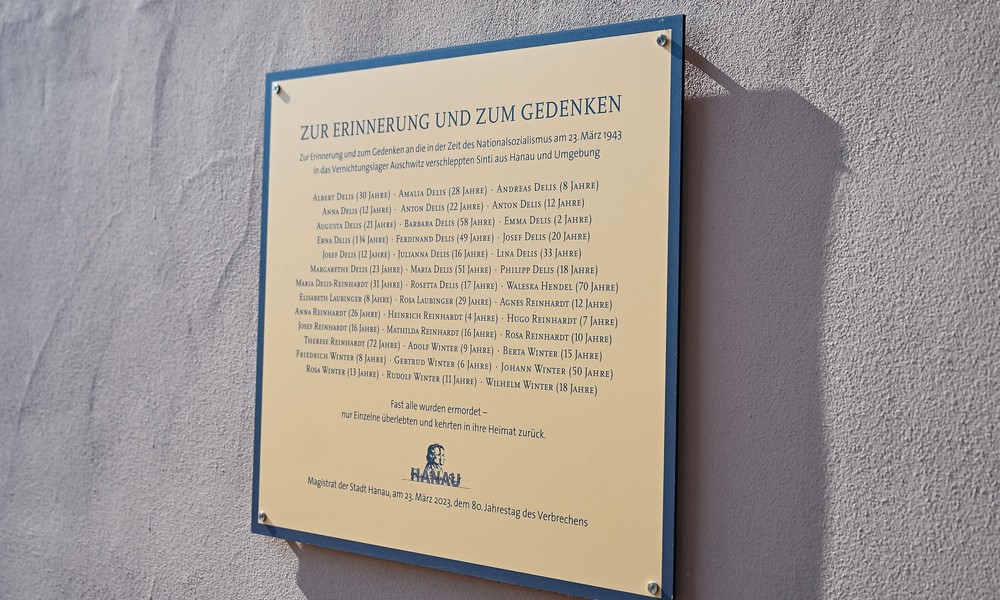 ZUR ERINNERUNG UND ZUM GEDENKEN
Zur Erinnerung und zum Gedenken an die in der Zeit des Nationalsozialismus am 23. März 1943
in das Vernichtungslager Auschwitz verschleppten Sinti aus Hanau und Umgebung
ALBERT DELIS (30 JAHRE) · AMALIA DELIS (28 JAHRE) · ANDREAS DELIS (8 JAHRE)
ANNA DELIS (12 JAHRE) · ANTON DELIS (22 JAHRE) · ANTON DELIS (12 JAHRE)
AUGUSTA DELIS (21 JAHRE) · BARBARA DELIS (58 JAHRE) · EMMA DELIS (2 JAHRE)
ERNA DELIS (1¼ JAHRE) · FERDINAND DELIS (49 JAHRE) · JOSEF DELIS (20 JAHRE)
JOSEF DELIS (12 JAHRE) · JULIANNA DELIS (16 JAHRE) · LINA DELIS (33 JAHRE)
MARGARETHE DELIS (23 JAHRE) · MARIA DELIS (51 JAHRE) · PHILIPP DELIS (18 JAHRE)
MARIA DELIS-REINHARDT (31 JAHRE) · ROSETTA DELIS (17 JAHRE) · WALESKA HENDEL (70 JAHRE)
ELISABETH LAUBINGER (8 JAHRE) · ROSA LAUBINGER (29 JAHRE) · AGNES REINHARDT (12 JAHRE)
ANNA REINHARDT (26 JAHRE) · HEINRICH REINHARDT (4 JAHRE) · HUGO REINHARDT (7 JAHRE)
JOSEF REINHARDT (16 JAHRE) · MATHILDA REINHARDT (16 JAHRE) · ROSA REINHARDT (10 JAHRE)
THERESE REINHARDT (72 JAHRE) · ADOLF WINTER (9 JAHRE) · BERTA WINTER (15 JAHRE)
FRIEDRICH WINTER (8 JAHRE) · GERTRUD WINTER (6 JAHRE) · JOHANN WINTER (50 JAHRE)
ROSA WINTER (13 JAHRE) · RUDOLF WINTER (11 JAHRE) · WILHELM WINTER (18 JAHRE)
Fast alle wurden ermordet –
nur Einzelne überlebten und kehrten in ihre Heimat zurück.
HANAU
Magistrat der Stadt Hanau, am 23. März 2023, dem 80. Jahrestag des Verbrechens